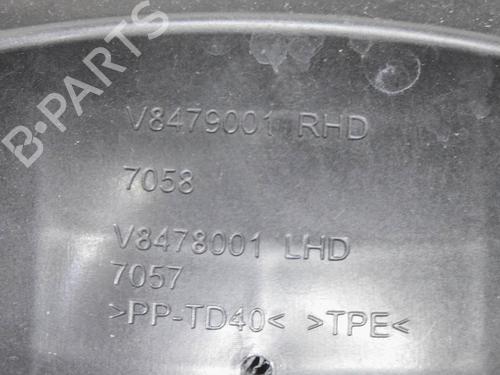 V8479001 RHD
7058
V8478001 LHD
7057
>PP-TD40< >TPE<
B-PARTS